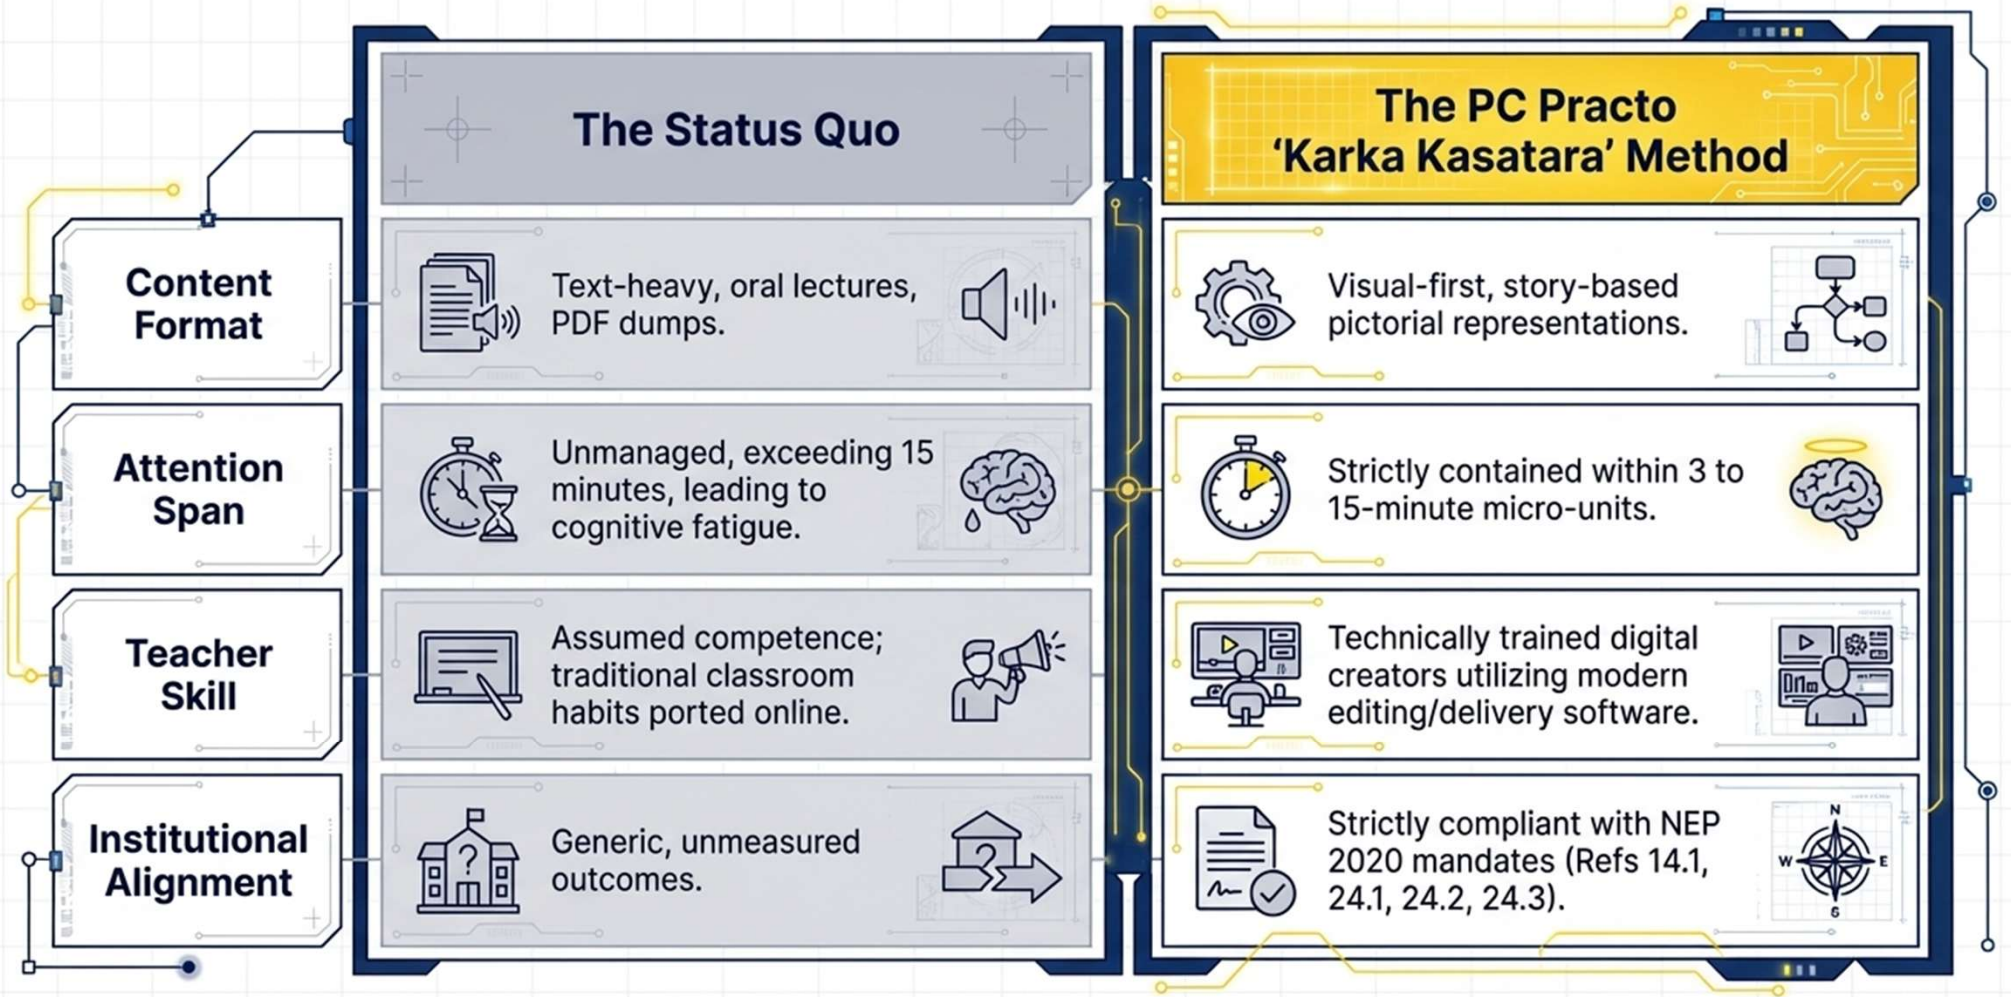 The Status Quo
The PC Practo
‘Karka Kasatara’ Method
Content
Format
Text-heavy, oral lectures,
PDF dumps.
Visual-first, story-based
pictorial representations.
Attention
Span
Unmanaged, exceeding 15
minutes, leading to
cognitive fatigue.
Strictly contained within 3 to
15-minute micro-units.
Teacher
Skill
Assumed competence;
traditional classroom
habits ported online.
Technically trained digital
creators utilizing modern
editing/delivery software.
Institutional
Alignment
Generic, unmeasured
outcomes.
?
?
Strictly compliant with NEP
2020 mandates (Refs 14.1,
24.1, 24.2, 24.3).
N
W E
S